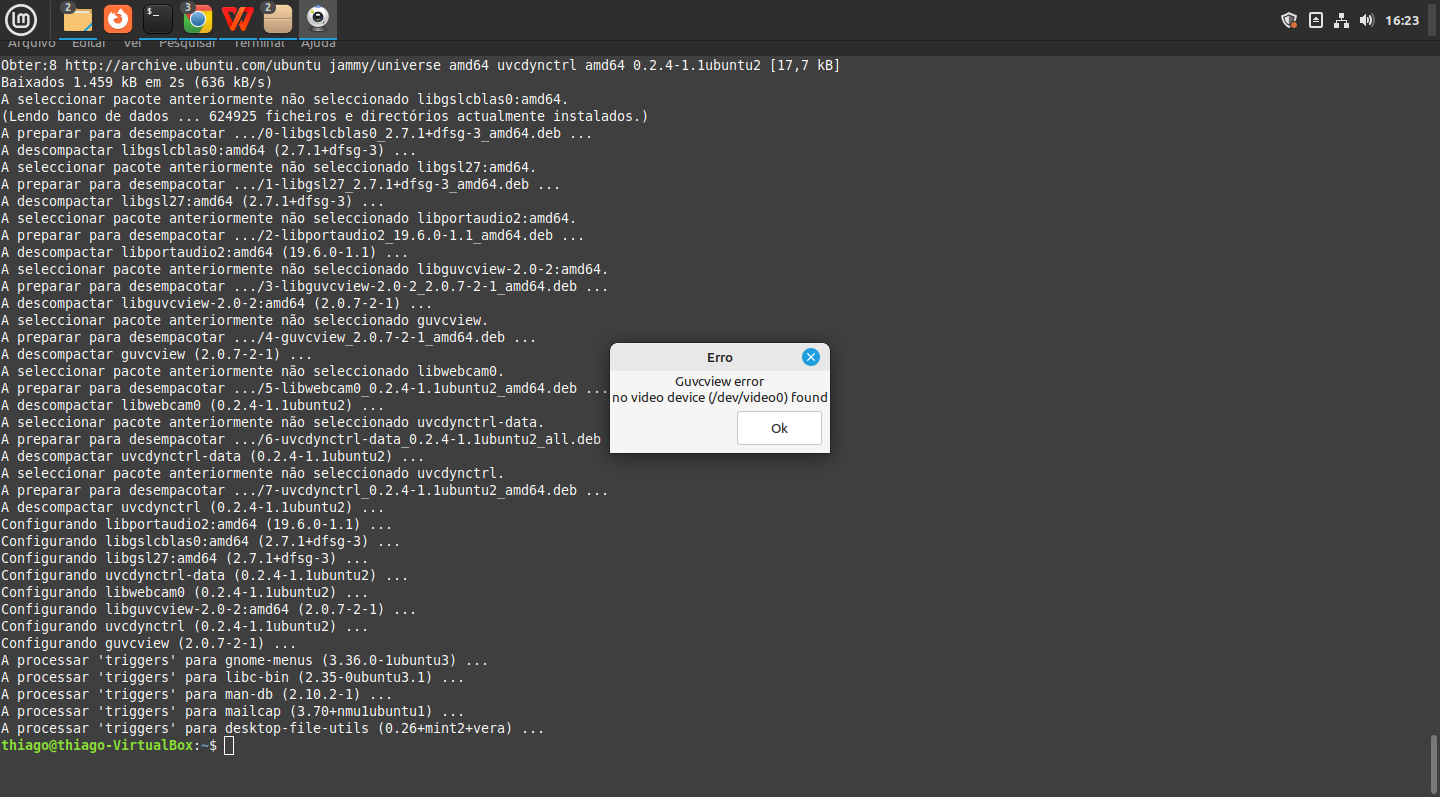 2
3
2
16:23
Arquivo Editar Ver Pesquisar Terminal Ajuda
Obter:8 http://archive.ubuntu.com/ubuntu jammy/universe amd64 uvcdynctrl amd64 0.2.4-1.1ubuntu2 [17,7 kB]
Baixados 1.459 kB em 2s (636 kB/s)
A seleccionar pacote anteriormente não seleccionado libgslcblas0:amd64.
(Lendo banco de dados ... 624925 ficheiros e directórios actualmente instalados.)
A preparar para desempacotar .../0-libgslcblas0_2.7.1+dfsg-3_amd64.deb ...
A descompactar libgslcblas0:amd64 (2.7.1+dfsg-3) ...
A seleccionar pacote anteriormente não seleccionado libgsl27:amd64.
A preparar para desempacotar .../1-libgsl27_2.7.1+dfsg-3_amd64.deb ...
A descompactar libgsl27:amd64 (2.7.1+dfsg-3) ...
A seleccionar pacote anteriormente não seleccionado libportaudio2:amd64.
A preparar para desempacotar .../2-libportaudio2_19.6.0-1.1_amd64.deb ...
A descompactar libportaudio2:amd64 (19.6.0-1.1) ...
A seleccionar pacote anteriormente não seleccionado libguvcview-2.0-2:amd64.
A preparar para desempacotar .../3-libguvcview-2.0-2_2.0.7-2-1_amd64.deb ...
A descompactar libguvcview-2.0-2:amd64 (2.0.7-2-1) ...
A seleccionar pacote anteriormente não seleccionado guvcview.
A preparar para desempacotar .../4-guvcview_2.0.7-2-1_amd64.deb ...
A descompactar guvcview (2.0.7-2-1) ...
A seleccionar pacote anteriormente não seleccionado libwebcam0.
A preparar para desempacotar .../5-libwebcam0_0.2.4-1.1ubuntu2_amd64.deb ...
A descompactar libwebcam0 (0.2.4-1.1ubuntu2) ...
A seleccionar pacote anteriormente não seleccionado uvcdynctrl-data.
A preparar para desempacotar .../6-uvcdynctrl-data_0.2.4-1.1ubuntu2_all.deb
A descompactar uvcdynctrl-data (0.2.4-1.1ubuntu2) ...
A seleccionar pacote anteriormente não seleccionado uvcdynctrl.
A preparar para desempacotar .../7-uvcdynctrl_0.2.4-1.1ubuntu2_amd64.deb ...
A descompactar uvcdynctrl (0.2.4-1.1ubuntu2) ...
Configurando libportaudio2:amd64 (19.6.0-1.1) ...
Configurando libgslcblas0:amd64 (2.7.1+dfsg-3) ...
Configurando libgsl27:amd64 (2.7.1+dfsg-3) ...
Configurando uvcdynctrl-data (0.2.4-1.1ubuntu2) ...
Configurando libwebcam0 (0.2.4-1.1ubuntu2) ...
Configurando libguvcview-2.0-2:amd64 (2.0.7-2-1) ...
Configurando uvcdynctrl (0.2.4-1.1ubuntu2) ...
Configurando guvcview (2.0.7-2-1) ...
A processar 'triggers' para gnome-menus (3.36.0-1ubuntu3) ...
A processar 'triggers' para libc-bin (2.35-0ubuntu3.1) ...
A processar 'triggers' para man-db (2.10.2-1) ...
A processar 'triggers' para mailcap (3.70+nmu1ubuntu1) ...
A processar 'triggers' para desktop-file-utils (0.26+mint2+vera) ...
thiago@thiago-VirtualBox:~$
Erro
Guvcview error
no video device (/dev/video0) found
Ok